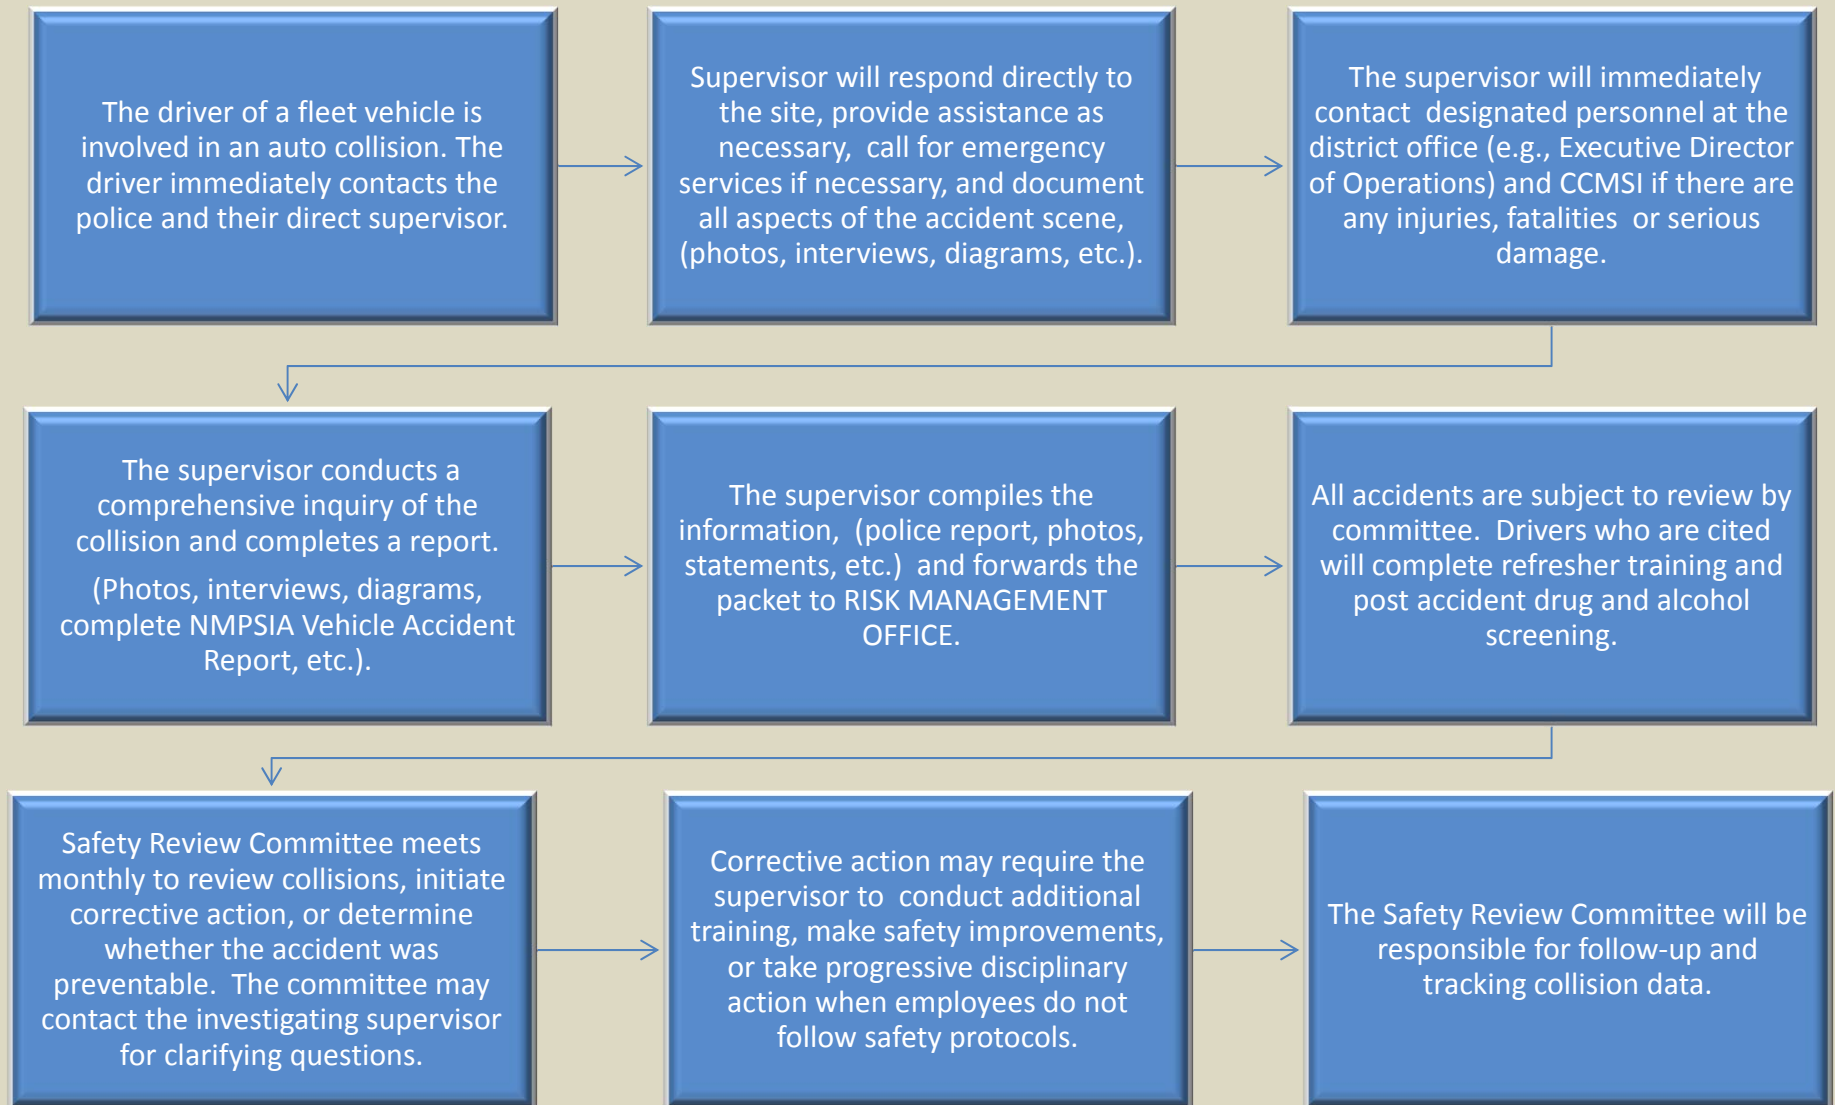 The driver of a fleet vehicle is
involved in an auto collision. The
driver immediately contacts the
police and their direct supervisor.
Supervisor will respond directly to
the site, provide assistance as
necessary, call for emergency
services if necessary, and document
all aspects of the accident scene,
(photos, interviews, diagrams, etc.).
The supervisor will immediately
contact designated personnel at the
district office (e.g., Executive Director
of Operations) and CCMSI if there are
any injuries, fatalities or serious
damage.
The supervisor conducts a
comprehensive inquiry of the
collision and completes a report.
(Photos, interviews, diagrams,
complete NMPSIA Vehicle Accident
Report, etc.).
The supervisor compiles the
information, (police report, photos,
statements, etc.) and forwards the
packet to RISK MANAGEMENT
OFFICE.
All accidents are subject to review by
committee. Drivers who are cited
will complete refresher training and
post accident drug and alcohol
screening.
Safety Review Committee meets
monthly to review collisions, initiate
corrective action, or determine
whether the accident was
preventable. The committee may
contact the investigating supervisor
for clarifying questions.
Corrective action may require the
supervisor to conduct additional
training, make safety improvements,
or take progressive disciplinary
action when employees do not
follow safety protocols.
The Safety Review Committee will be
responsible for follow-up and
tracking collision data.